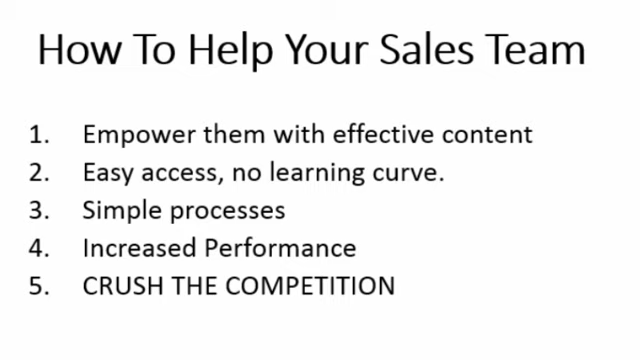 How To Help Your Sales Team
1. Empower them with effective content
2. Easy access, no learning curve.
3. Simple processes
4. Increased Performance
5. CRUSH THE COMPETITION